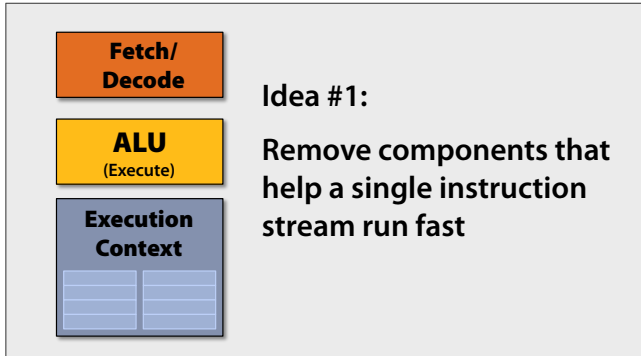 Fetch/
Decode
ALU
(Execute)
Execution
Context
Idea #1:
Remove components that
help a single instruction
stream run fast